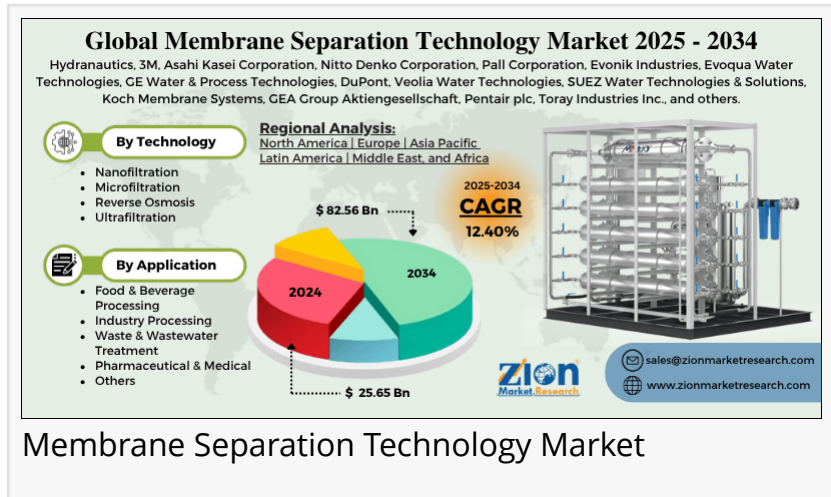 Global Membrane Separation Technology Market 2025 - 2034
Hydranautics, 3M, Asahi Kasei Corporation, Nitto Denko Corporation, Pall Corporation, Evonik Industries, Evoqua Water
Technologies, GE Water & Process Technologies, DuPont, Veolia Water Technologies, SUEZ Water Technologies & Solutions,
Koch Membrane Systems, GEA Group Aktiengesellschaft, Pentair plc, Toray Industries Inc., and others.
By Technology
• Nanofiltration
• Microfiltration
• Reverse Osmosis
• Ultrafiltration
Regional Analysis:
North America | Europe | Asia Pacific
Latin America | Middle East, and Africa
2025-2034
CAGR
12.40%
$ 82.56 Bn
2034
2024
$ 25.65 Bn
By Application
• Food & Beverage
Processing
• Industry Processing
• Waste & Wastewater
Treatment
• Pharmaceutical & Medical
• Others
Zion
Market.Research
sales@zionmarketresearch.com
www.zionmarketresearch.com
Membrane Separation Technology Market